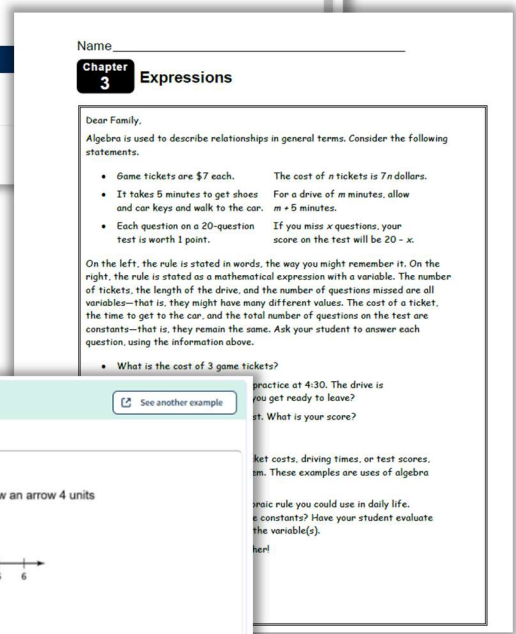 Name
Chapter
3
Expressions
Dear Family,
Algebra is used to describe relationships in general terms. Consider the following
statements.
• Game tickets are $7 each. The cost of n tickets is 7n dollars.
• It takes 5 minutes to get shoes For a drive of m minutes, allow
and car keys and walk to the car. m + 5 minutes.
• Each question on a 20-question If you miss x questions, your
test is worth 1 point. score on the test will be 20 – x.
On the left, the rule is stated in words, the way you might remember it. On the
right, the rule is stated as a mathematical expression with a variable. The number
of tickets, the length of the drive, and the number of questions missed are all
variables—that is, they might have many different values. The cost of a ticket,
the time to get to the car, and the total number of questions on the test are
constants—that is, they remain the same. Ask your student to answer each
question, using the information above.
• What is the cost of 3 game tickets?
practice at 4:30. The drive is
you get ready to leave?
st. What is your score?
ket costs, driving times, or test scores,
em. These examples are uses of algebra
braic rule you could use in daily life.
e constants? Have your student evaluate
the variable(s).
her!
See another example
w an arrow 4 units
6